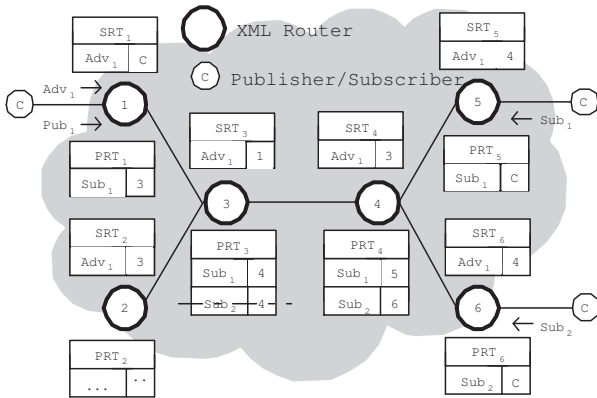 SRT1
Adv1 C
XML Router
C Publisher/Subscriber
SRT5
Adv1 4
Adv1
C
1
Pub1
5
C
Sub1
SRT3
Adv1 1
SRT4
Adv1 3
PRT1
Sub1 3
PRT5
Sub1 C
3
4
SRT2
Adv1 3
SRT6
Adv1 4
PRT3
Sub1 4
Sub2 4
PRT4
Sub1 5
Sub2 6
2
6
C
Sub2
PRT2
... ..
PRT6
Sub2 C